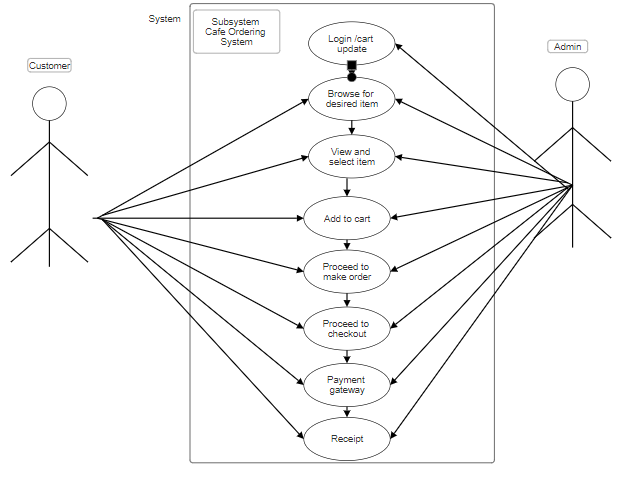 System
Subsystem
Cafe Ordering
System
Login /cart
update
Admin
Customer
Browse for
desired item
View and
select item
Add to cart
Proceed to
make order
Proceed to
checkout
Payment
gateway
Receipt